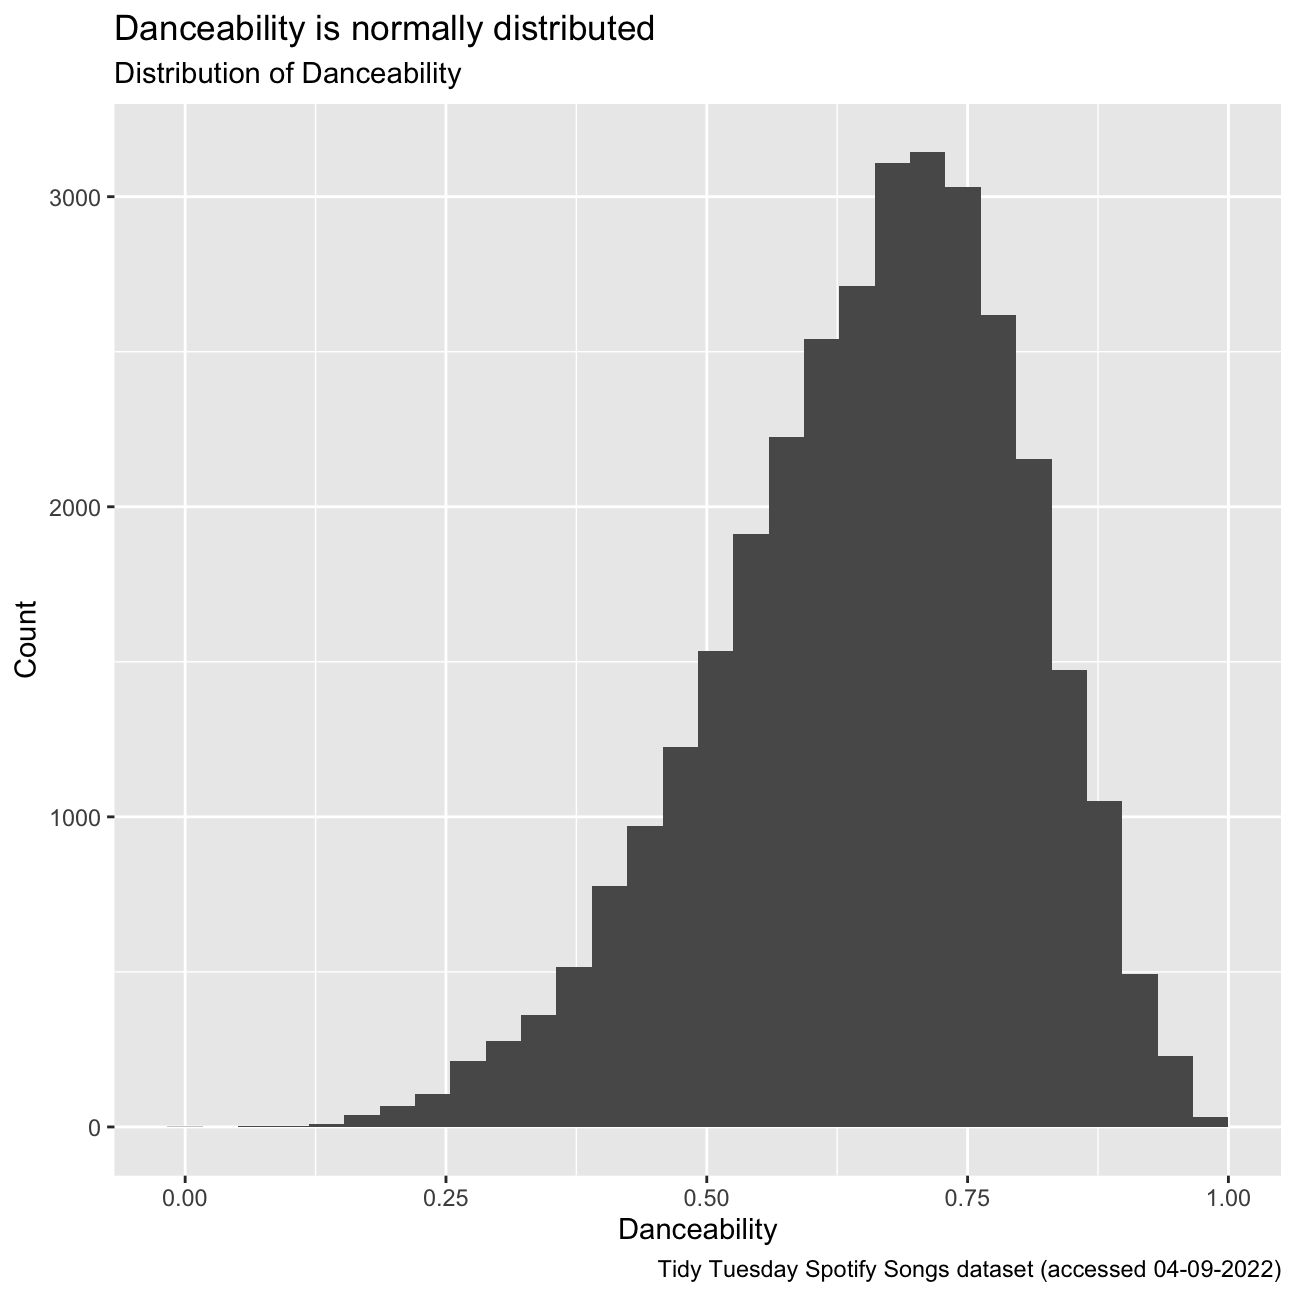 Danceability is normally distributed
Distribution of Danceability
3000
2000
1000
0
Count
0.00 0.25 0.50 0.75 1.00
Danceability
Tidy Tuesday Spotify Songs dataset (accessed 04-09-2022)